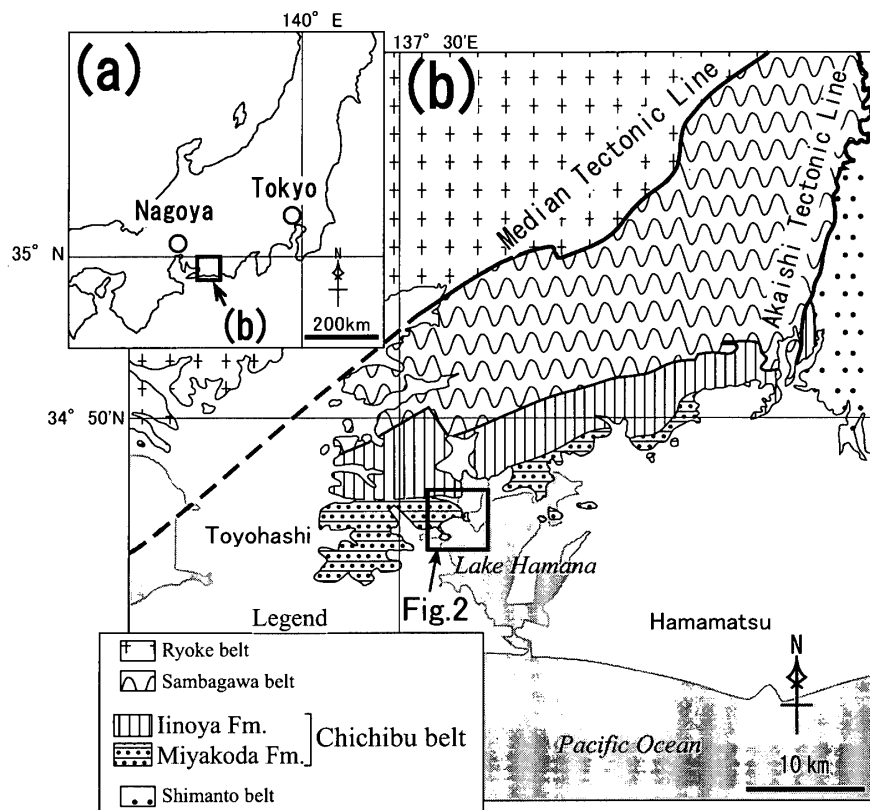 140° E
137° 30'E
(a)
(b)
Median Tectonic Line
Akaishi Tectonic Line
Tokyo
Nagoya
35° N
N
(b)
200km
34° 50'N
Toyohashi
Lake Hamana
Fig.2
Hamamatsu
N
Pacific Ocean
10 km
Legend
Ryoke belt
Sambagawa belt
Iinoya Fm.
Miyakoda Fm.
Chichibu belt
Shimanto belt